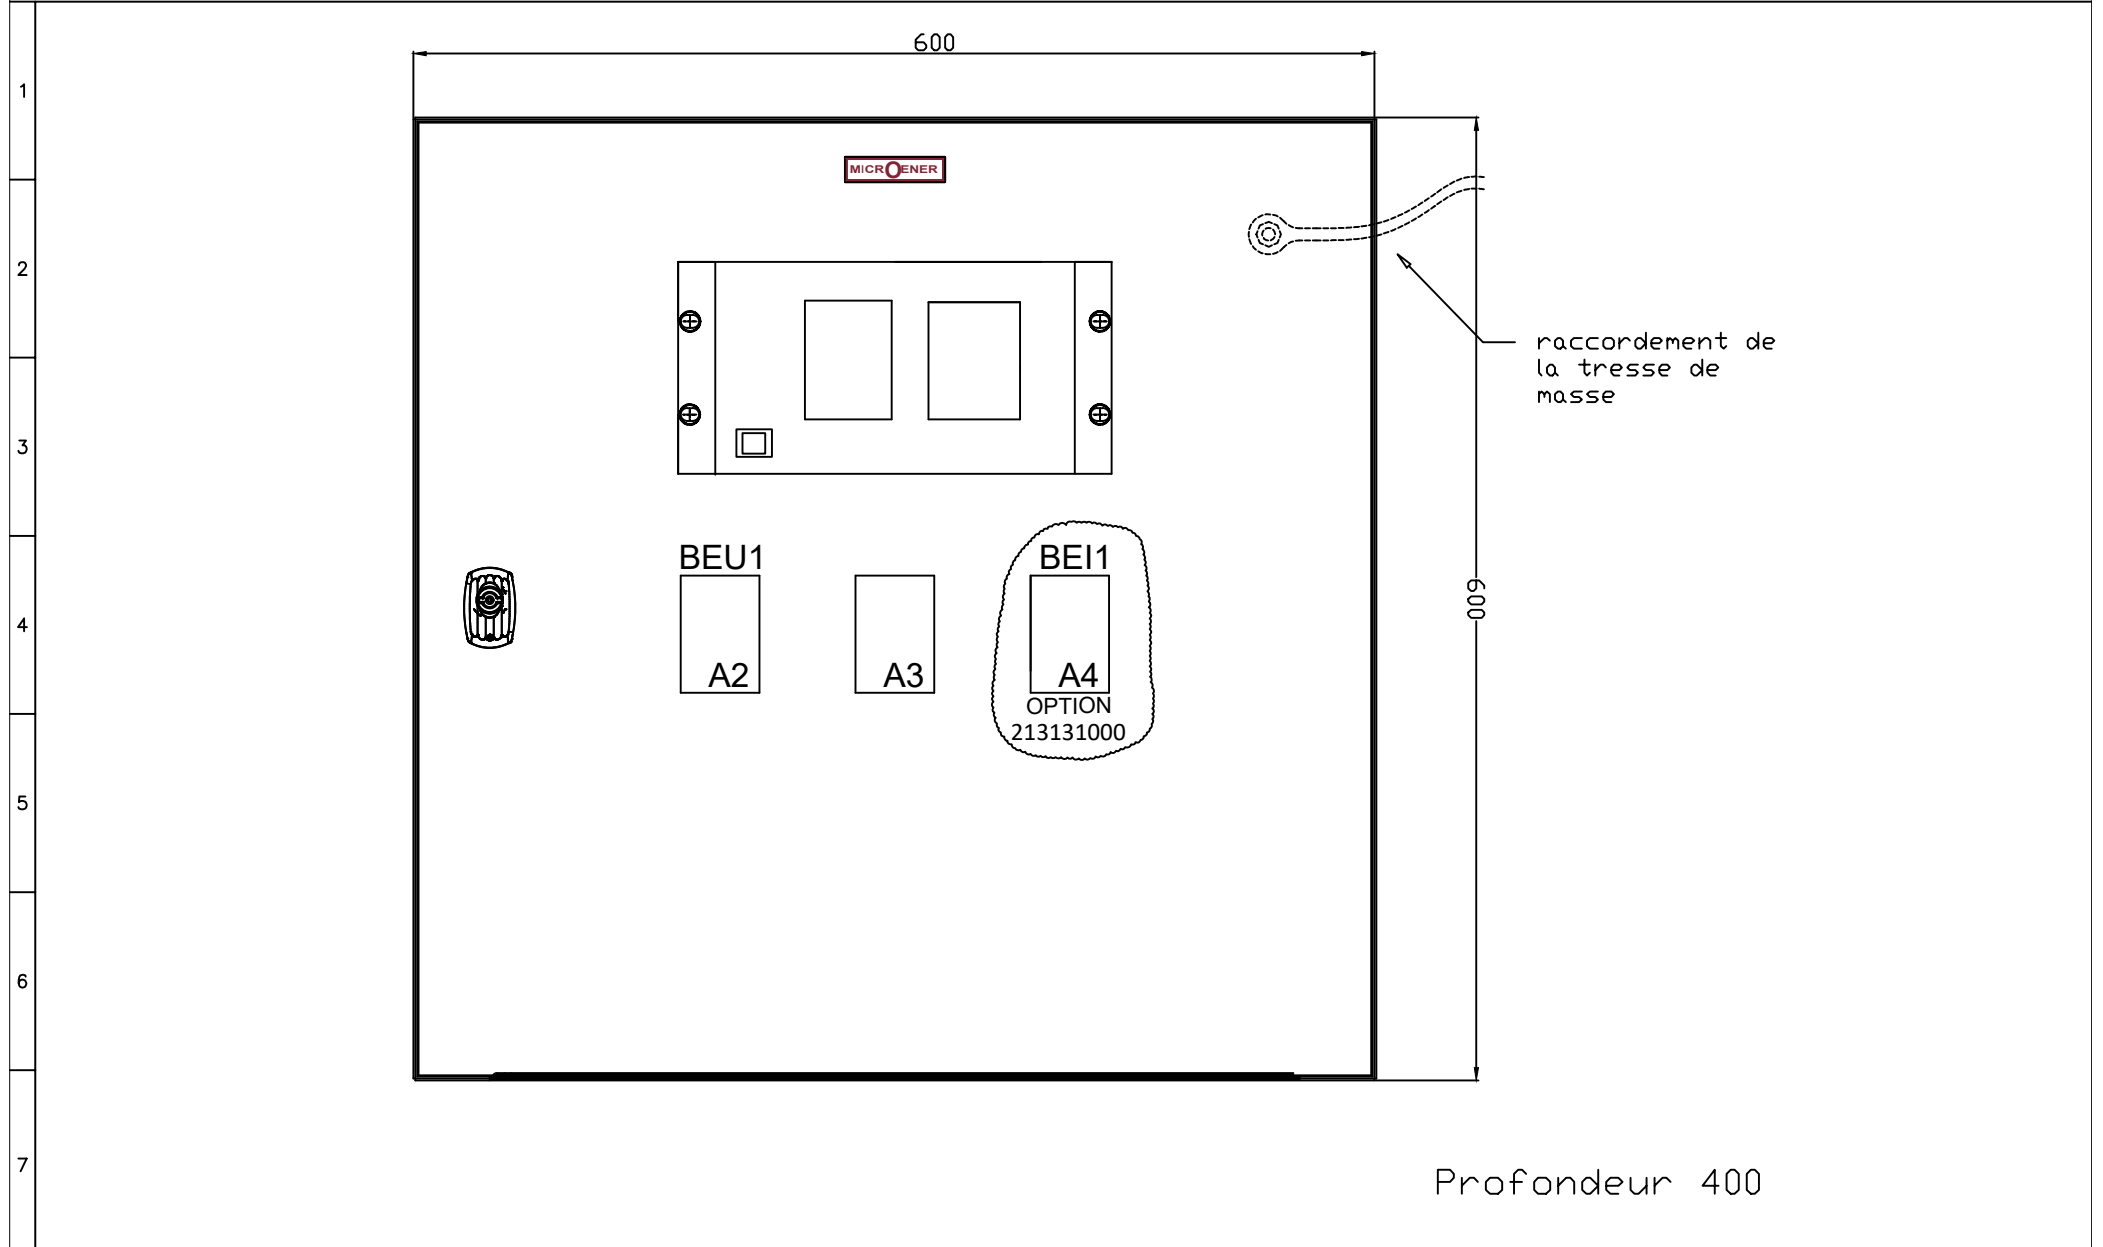 600
1
MICROENER
2
raccordement de
la tresse de
masse
3
BEU1
BEI1
600
4
A2
A3
A4
OPTION
213131000
5
6
7
Profondeur 400